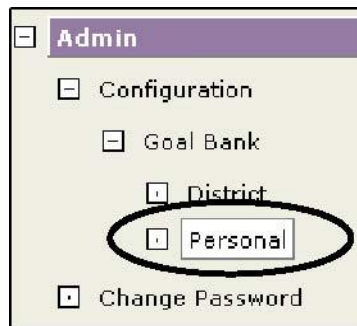 Admin
Configuration
Goal Bank
District
Personal
Change Password